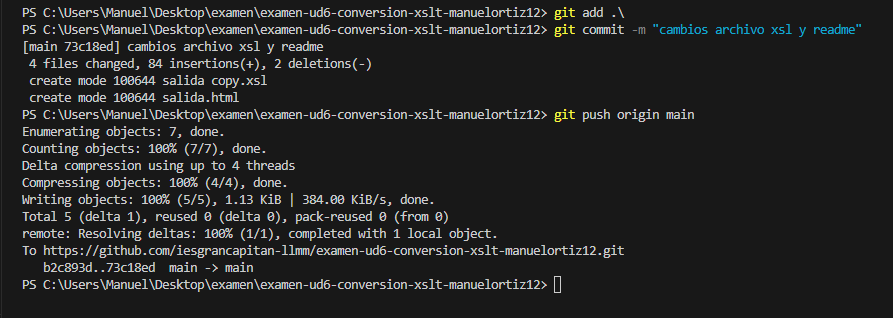 PS C:\Users\Manuel\Desktop\examen\examen-ud6-conversion-xslt-manuelortiz12> git add .\
PS C:\Users\Manuel\Desktop\examen\examen-ud6-conversion-xslt-manuelortiz12> git commit -m "cambios archivo xsl y readme"
[main 73c18ed] cambios archivo xsl y readme
 4 files changed, 84 insertions(+), 2 deletions(-)
 create mode 100644 salida copy.xsl
 create mode 100644 salida.html
PS C:\Users\Manuel\Desktop\examen\examen-ud6-conversion-xslt-manuelortiz12> git push origin main
Enumerating objects: 7, done.
Counting objects: 100% (7/7), done.
Delta compression using up to 4 threads
Compressing objects: 100% (4/4), done.
Writing objects: 100% (5/5), 1.13 KiB | 384.00 KiB/s, done.
Total 5 (delta 1), reused 0 (delta 0), pack-reused 0 (from 0)
remote: Resolving deltas: 100% (1/1), completed with 1 local object.
To https://github.com/iesgrancapitan-llmm/examen-ud6-conversion-xslt-manuelortiz12.git
   b2c893d..73c18ed  main -> main
PS C:\Users\Manuel\Desktop\examen\examen-ud6-conversion-xslt-manuelortiz12>